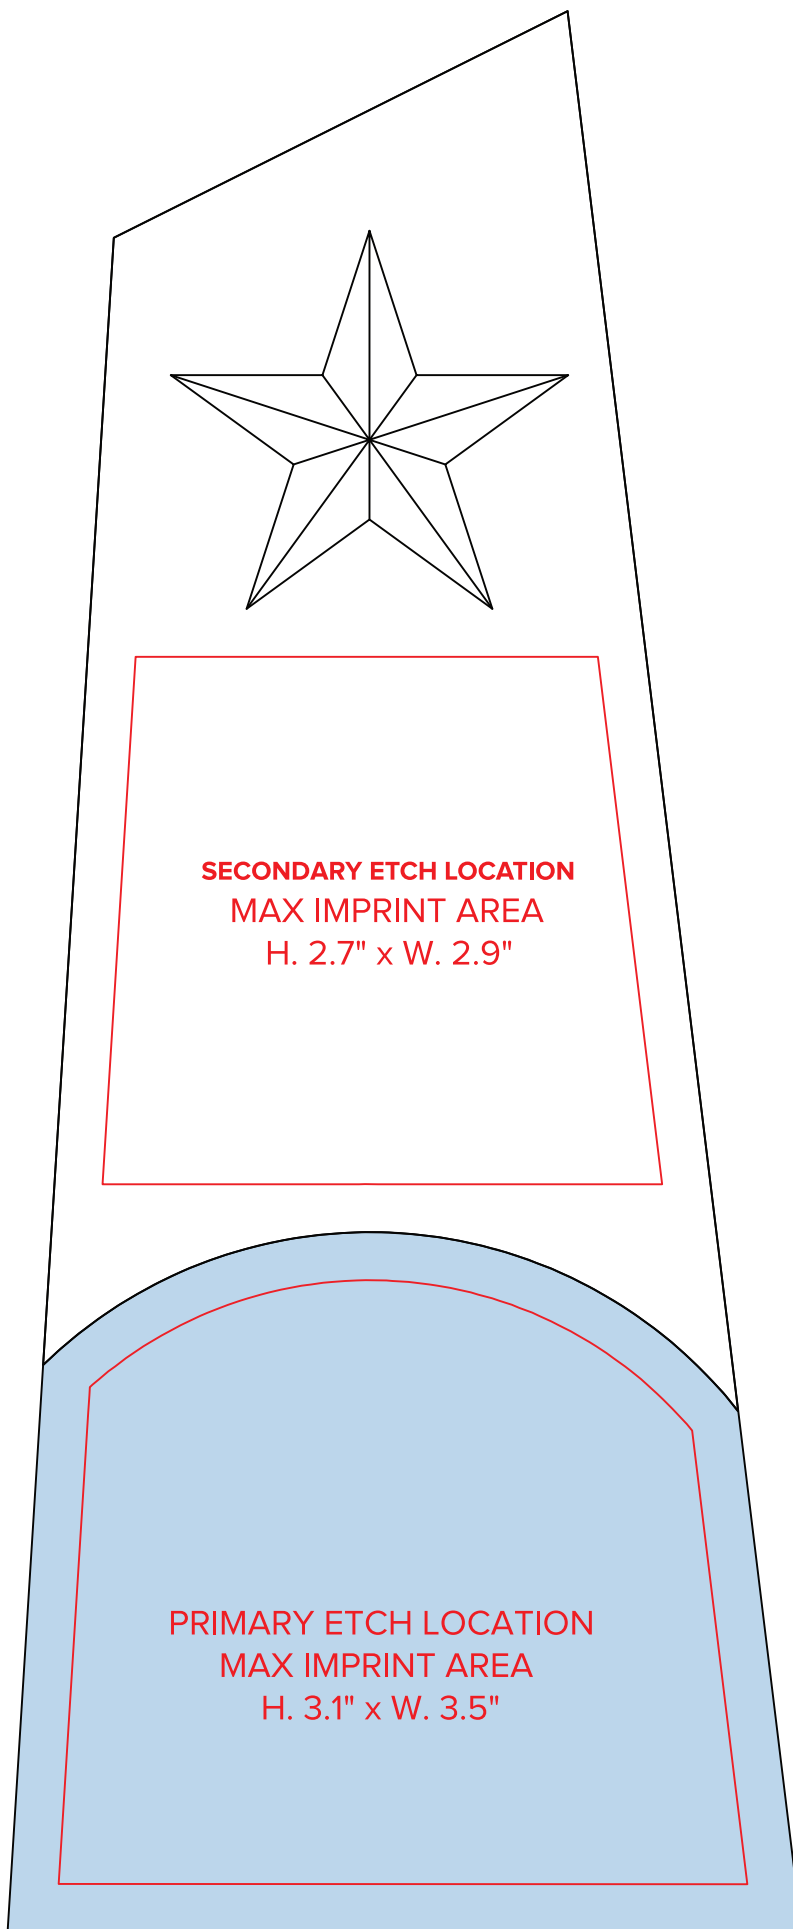 SECONDARY ETCH LOCATION
MAX IMPRINT AREA
H. 2.7" x W. 2.9"
PRIMARY ETCH LOCATION
MAX IMPRINT AREA
H. 3.1" x W. 3.5"